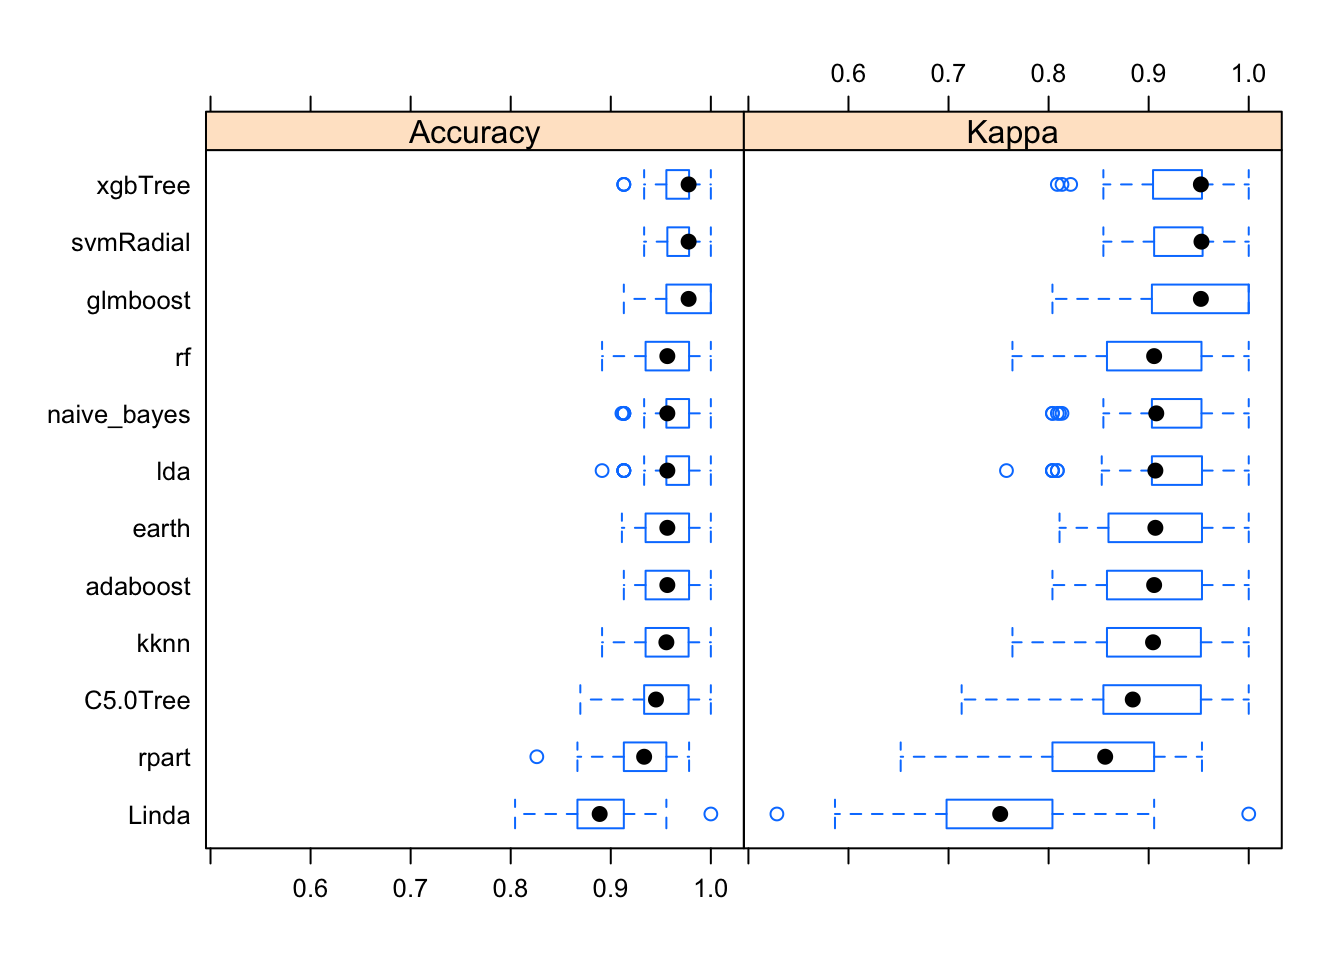 0.6 0.7 0.8 0.9 1.0
Accuracy Kappa
xgbTree
svmRadial
glmboost
rf
naive_bayes
lda
earth
adaboost
kknn
C5.0Tree
rpart
Linda
0.6 0.7 0.8 0.9 1.0